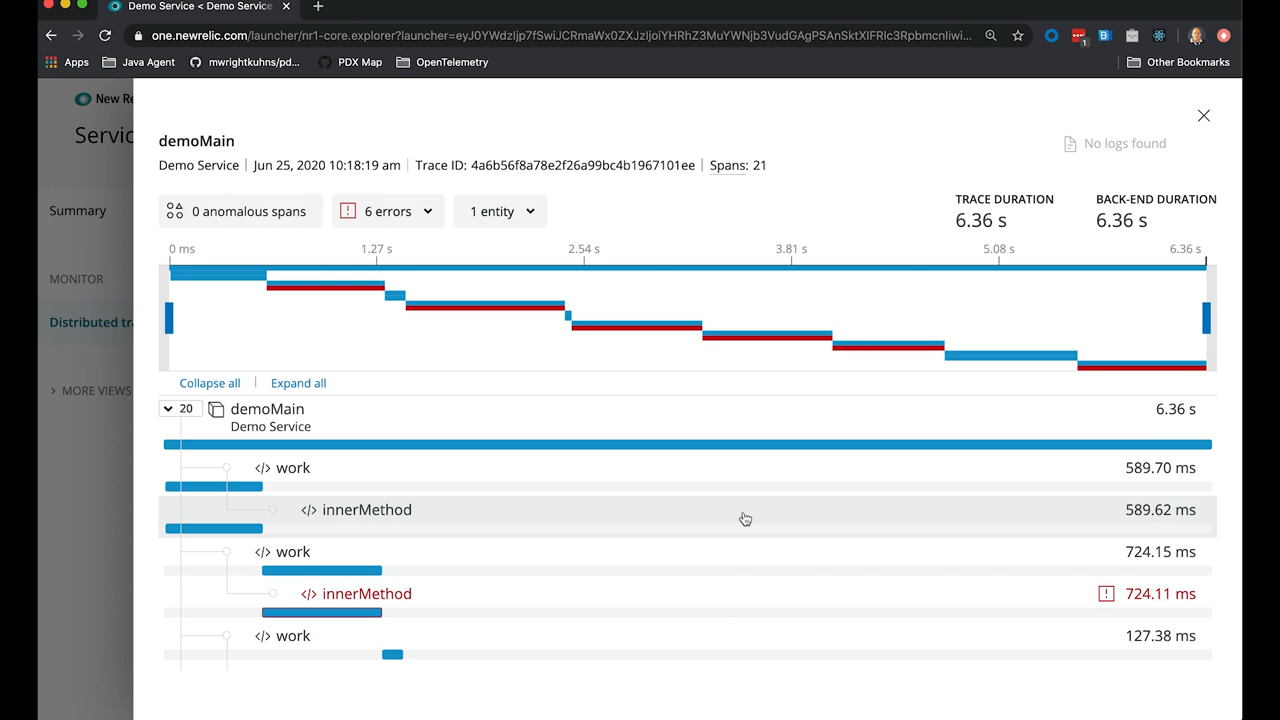 Demo Service < Demo Service
one.newrelic.com/launcher/nr1-core.explorer?launcher=
Apps
Java Agent
mwrightkuhns/pd...
PDX Map
OpenTelemetry
Other Bookmarks
New Re
Servic
demoMain
No logs found
Demo Service | Jun 25, 2020 10:18:19 am | Trace ID: 4a6b56f8a78e2f26a99bc4b1967101ee | Spans: 21
Summary
0 anomalous spans
6 errors
1 entity
TRACE DURATION
6.36 s
BACK-END DURATION
6.36 s
0 ms 1.27 s 2.54 s 3.81 s 5.08 s 6.36 s
MONITOR
Distributed tra
MORE VIEWS
Collapse all | Expand all
20 demoMain 6.36 s
Demo Service
</> work 589.70 ms
</> innerMethod 589.62 ms
</> work 724.15 ms
</> innerMethod 724.11 ms
</> work 127.38 ms